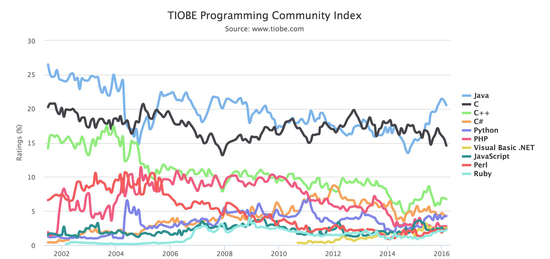 TIOBE Programming Community Index
Source: www.tiobe.com
Ratings (%)
30
25
20
15
10
5
0
2002
2004
2006
2008
2010
2012
2014
2016
Java
C
C++
C#
Python
PHP
Visual Basic .NET
JavaScript
Perl
Ruby